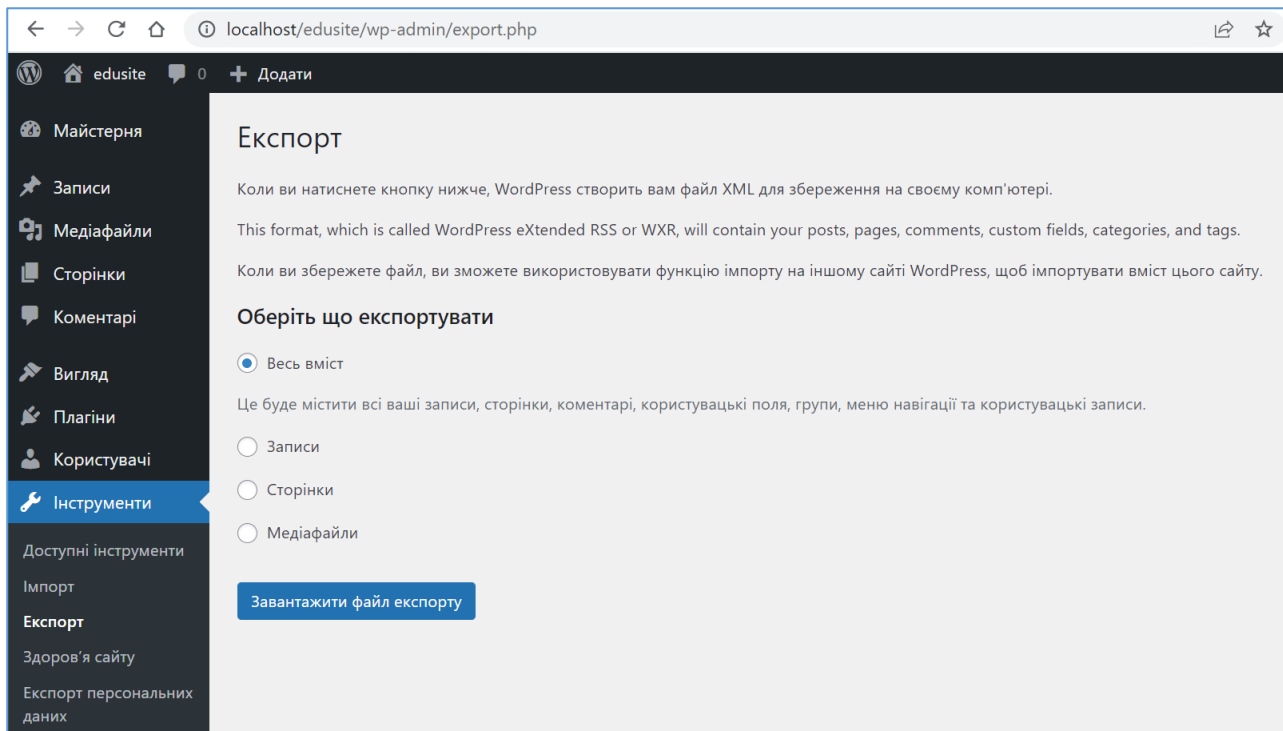 localhost/edusite/wp-admin/export.php
edusite 0 Додати
Майстерня
Записи
Медіафайли
Сторінки
Коментарі
Вигляд
Плагіни
Користувачі
Інструменти
Доступні інструменти
Імпорт
Експорт
Здоров’я сайту
Експорт персональних
даних
Експорт
Коли ви натиснете кнопку нижче, WordPress створить вам файл XML для збереження на своєму комп'ютері.
This format, which is called WordPress eXtended RSS or WXR, will contain your posts, pages, comments, custom fields, categories, and tags.
Коли ви збережете файл, ви зможете використовувати функцію імпорту на іншому сайті WordPress, щоб імпортувати вміст цього сайту.
Оберіть що експортувати
Весь вміст
Це буде містити всі ваші записи, сторінки, коментарі, користувацькі поля, групи, меню навігації та користувацькі записи.
Записи
Сторінки
Медіафайли
Завантажити файл експорту